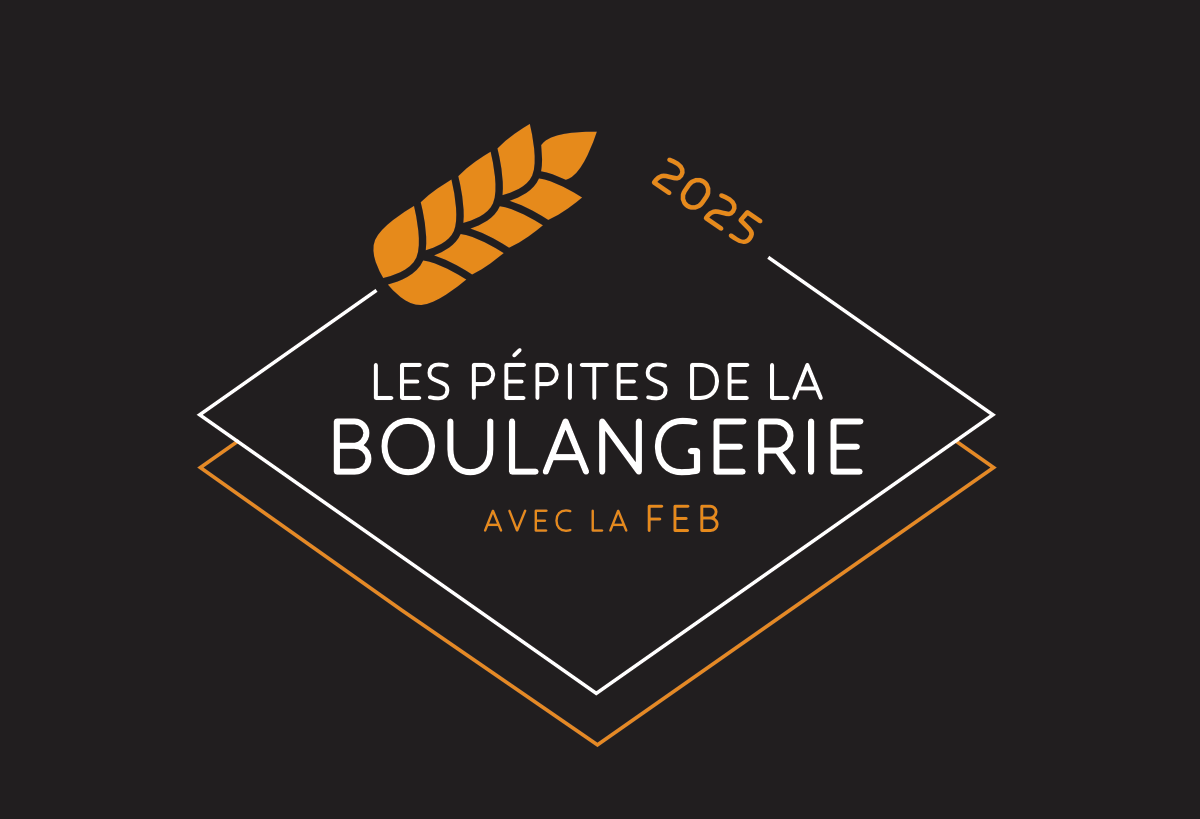 2025
LES PÉPITES DE LA
BOULANGERIE
AVEC LA FEB